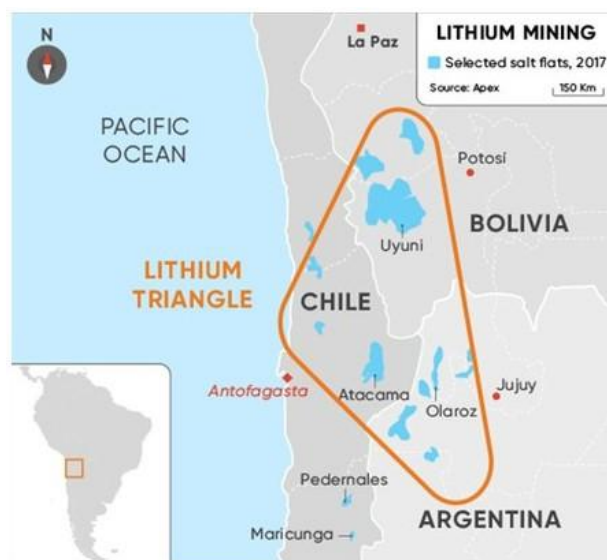 N
La Paz
LITHIUM MINING
Selected salt flats, 2017
Source: Apex
150 Km
PACIFIC
OCEAN
Potosí
BOLIVIA
Uyuni
LITHIUM
TRIANGLE
CHILE
Antofagasta
Atacama
Olaroz
Jujuy
Pedernales
Maricunga
ARGENTINA